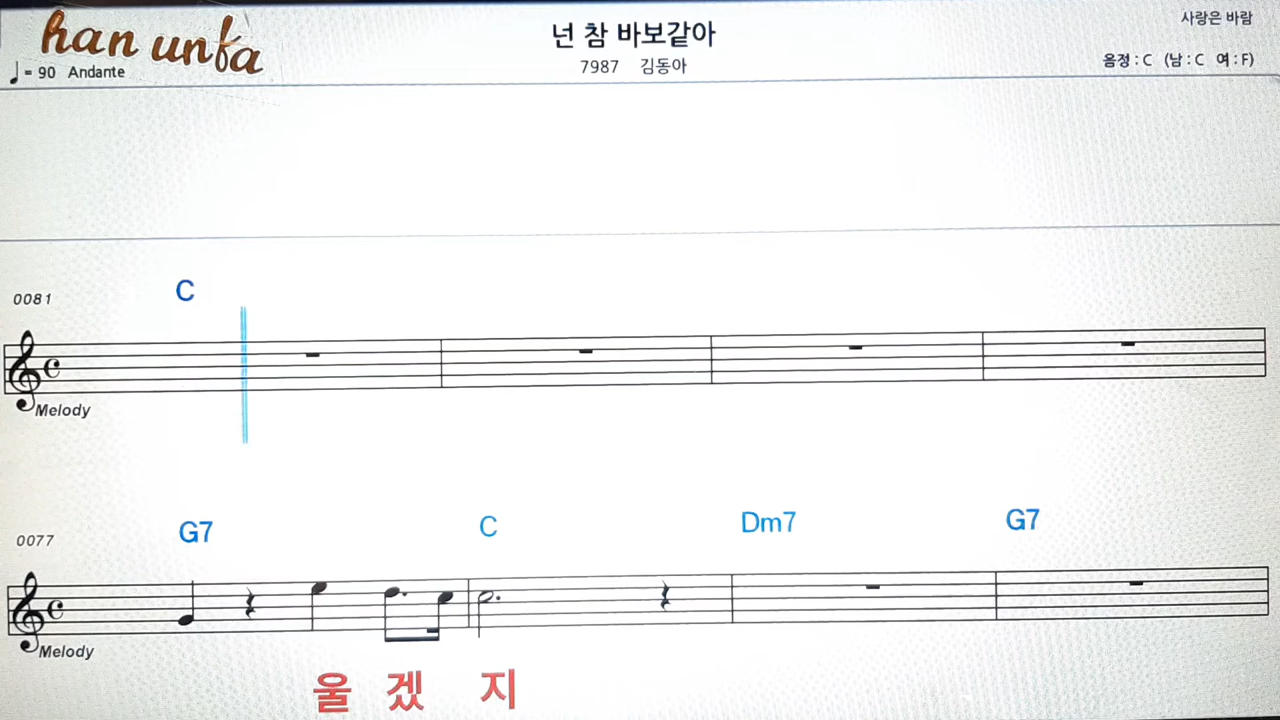 han unfa
♩= 90 Andante
넌 참 바보같아
7987 김동아
사랑은 바람
음정 : C (남 : C 여 : F)
0081
C
Melody
0077
G7 C Dm7 G7
Melody
울 겠 지